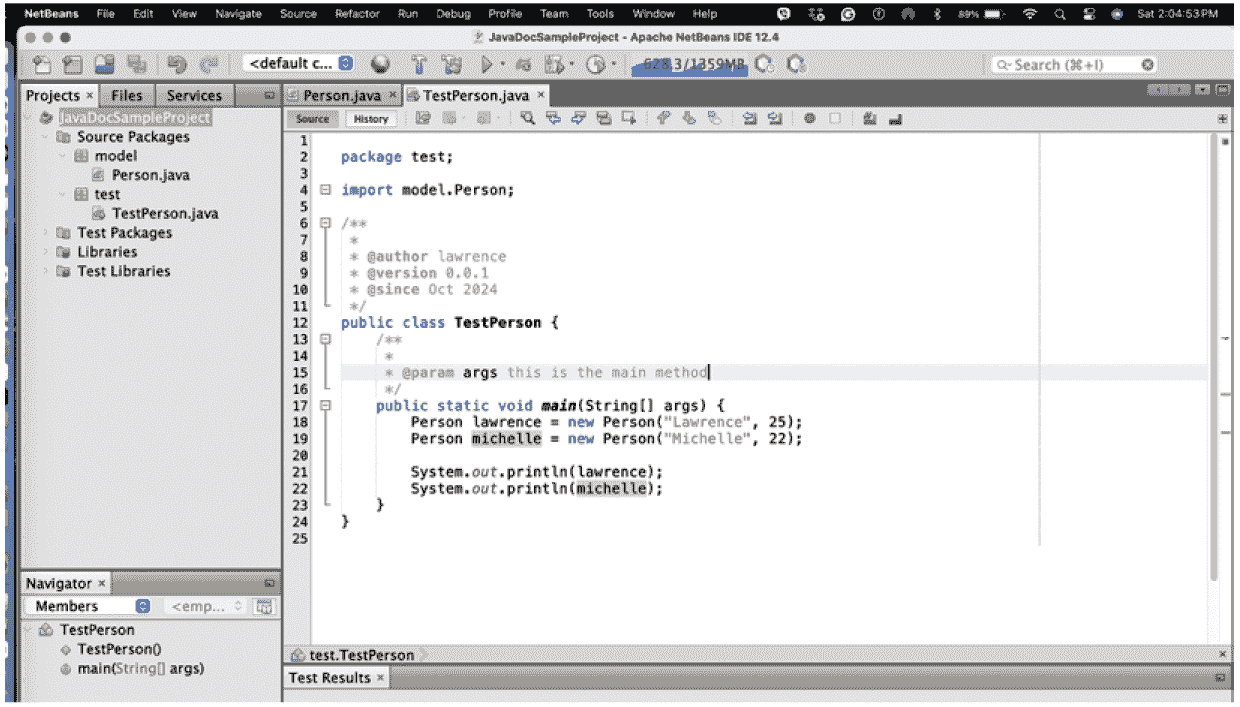 NetBeans File Edit View Navigate Source Refactor Run Debug Profile Team Tools Window Help 89% Sat 2:04:53PM
JavaDocSampleProject - Apache NetBeans IDE 12.4
<default c... 628.3/1359MB Search (⌘+I)
Projects × Files Services Person.java × TestPerson.java ×
JavaDocSampleProject
Source Packages
model
Person.java
test
TestPerson.java
Test Packages
Libraries
Test Libraries
Source History
1
2 package test;
3
4 import model.Person;
5
6 /**
7 *
8 * @author lawrence
9 * @version 0.0.1
10 * @since Oct 2024
11 */
12 public class TestPerson {
13 /**
14 *
15 * @param args this is the main method
16 */
17 public static void main(String[] args) {
18 Person lawrence = new Person("Lawrence", 25);
19 Person michelle = new Person("Michelle", 22);
20
21 System.out.println(lawrence);
22 System.out.println(michelle);
23 }
24 }
25
Navigator ×
Members <emp...
TestPerson
TestPerson()
main(String[] args)
test.TestPerson
Test Results ×